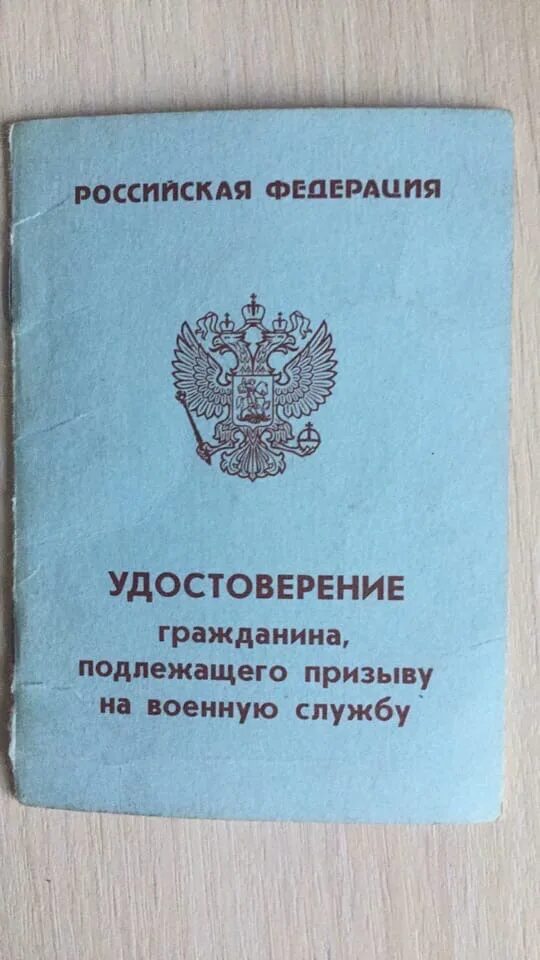 РОССИЙСКАЯ ФЕДЕРАЦИЯ
УДОСТОВЕРЕНИЕ
гражданина,
подлежащего призыву
на военную службу